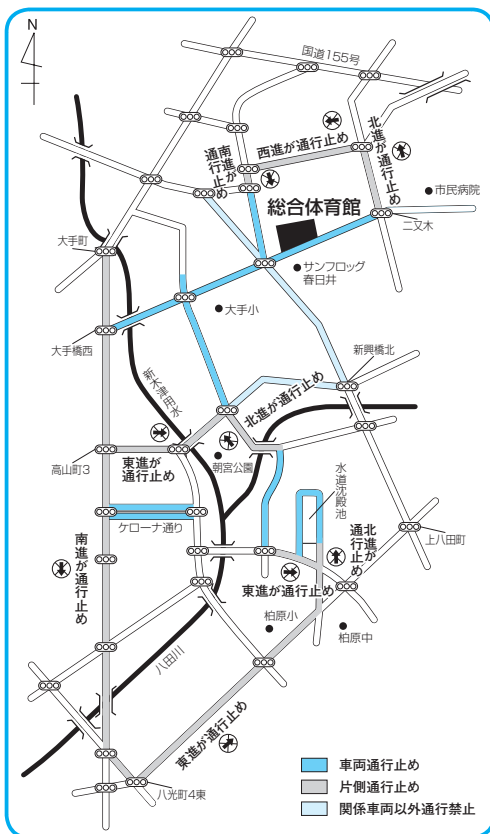 N
国道155号
南進が
通行止め
西進が通行止め
北進が通行止め
市民病院
総合体育館
二又木
大手町
サンフロッグ
春日井
大手小
大手橋西
新木津用水
新興橋北
北進が通行止め
朝宮公園
高山町3
東進が
通行止め
水道沈殿池
ケローナ通り
上八田町
北進が
通行止め
南進が通行止め
東進が通行止め
柏原小
柏原中
八田川
東進が通行止め
八光町4東
車両通行止め
片側通行止め
関係車両以外通行禁止